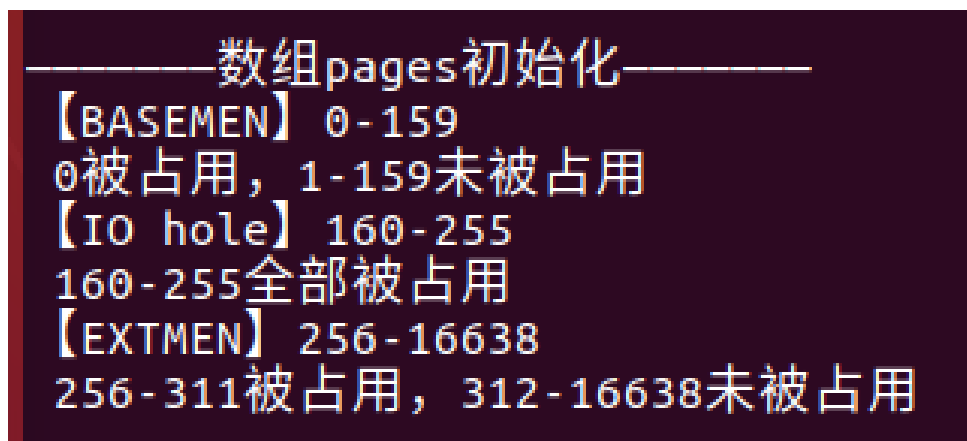 ———————数组pages初始化———————
【BASEMEN】0-159
0被占用，1-159未被占用
【IO hole】160-255
160-255全部被占用
【EXTMEN】256-16638
256-311被占用，312-16638未被占用